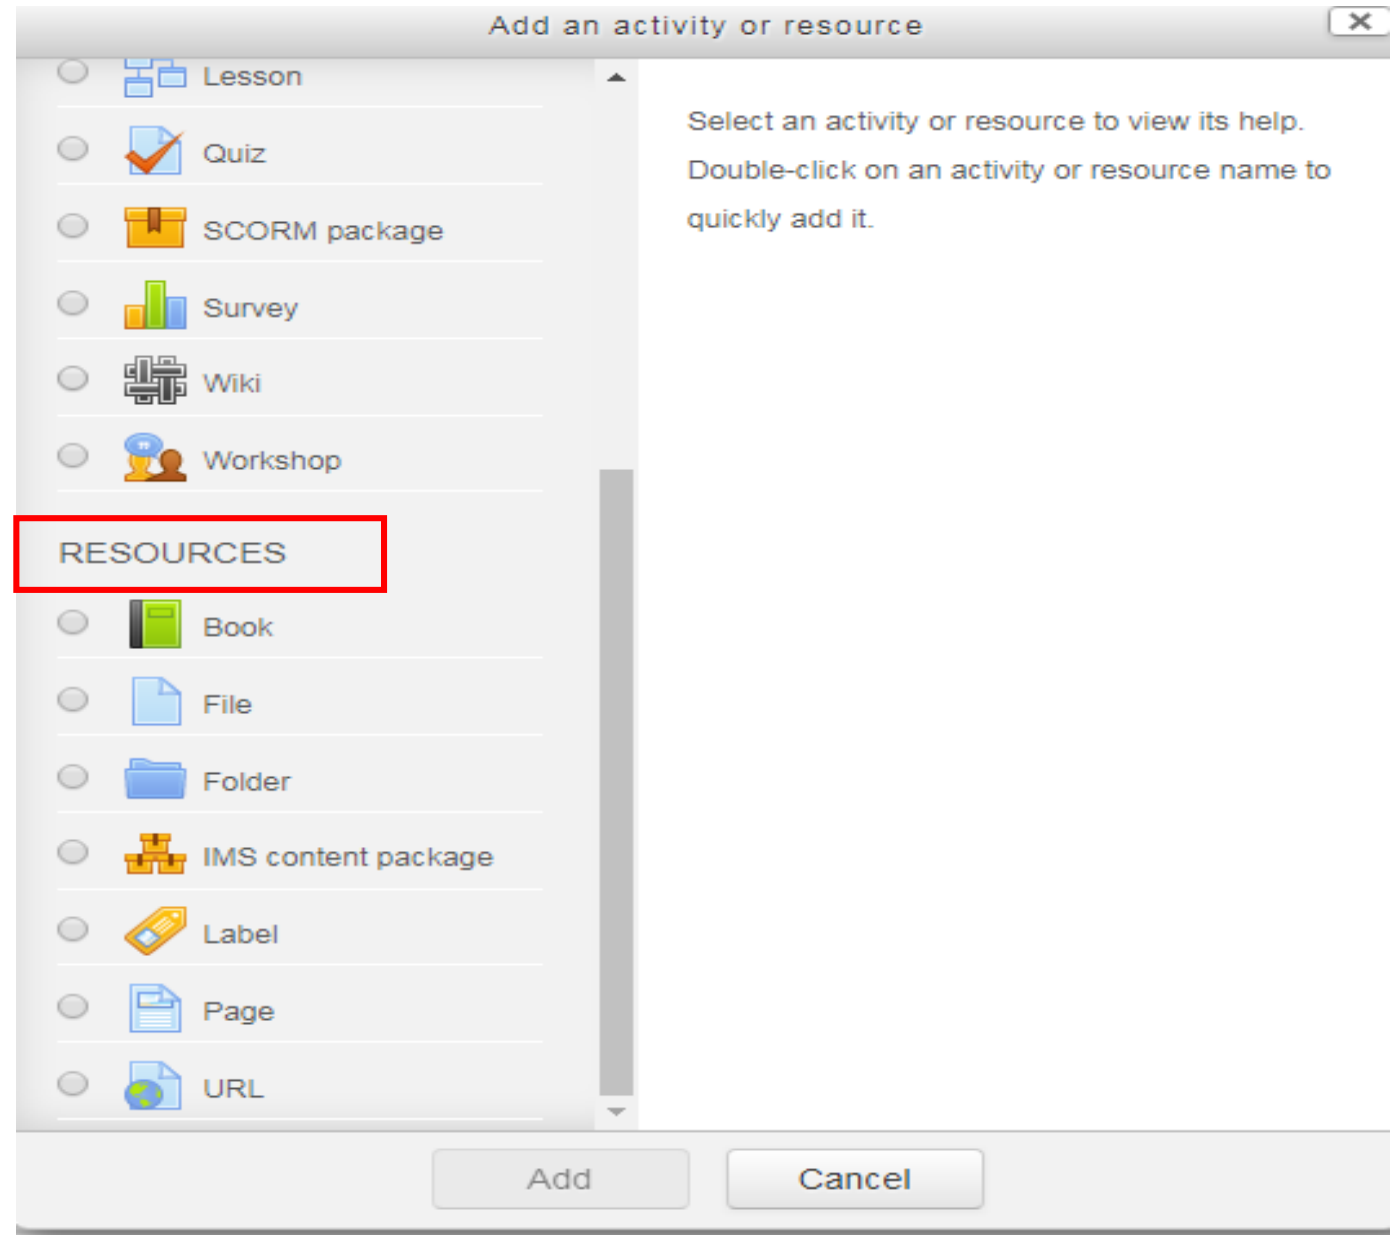 Add an activity or resource
Lesson
Quiz
SCORM package
Survey
Wiki
Workshop
RESOURCES
Book
File
Folder
IMS content package
Label
Page
URL
Select an activity or resource to view its help.
Double-click on an activity or resource name to
quickly add it.
Add
Cancel